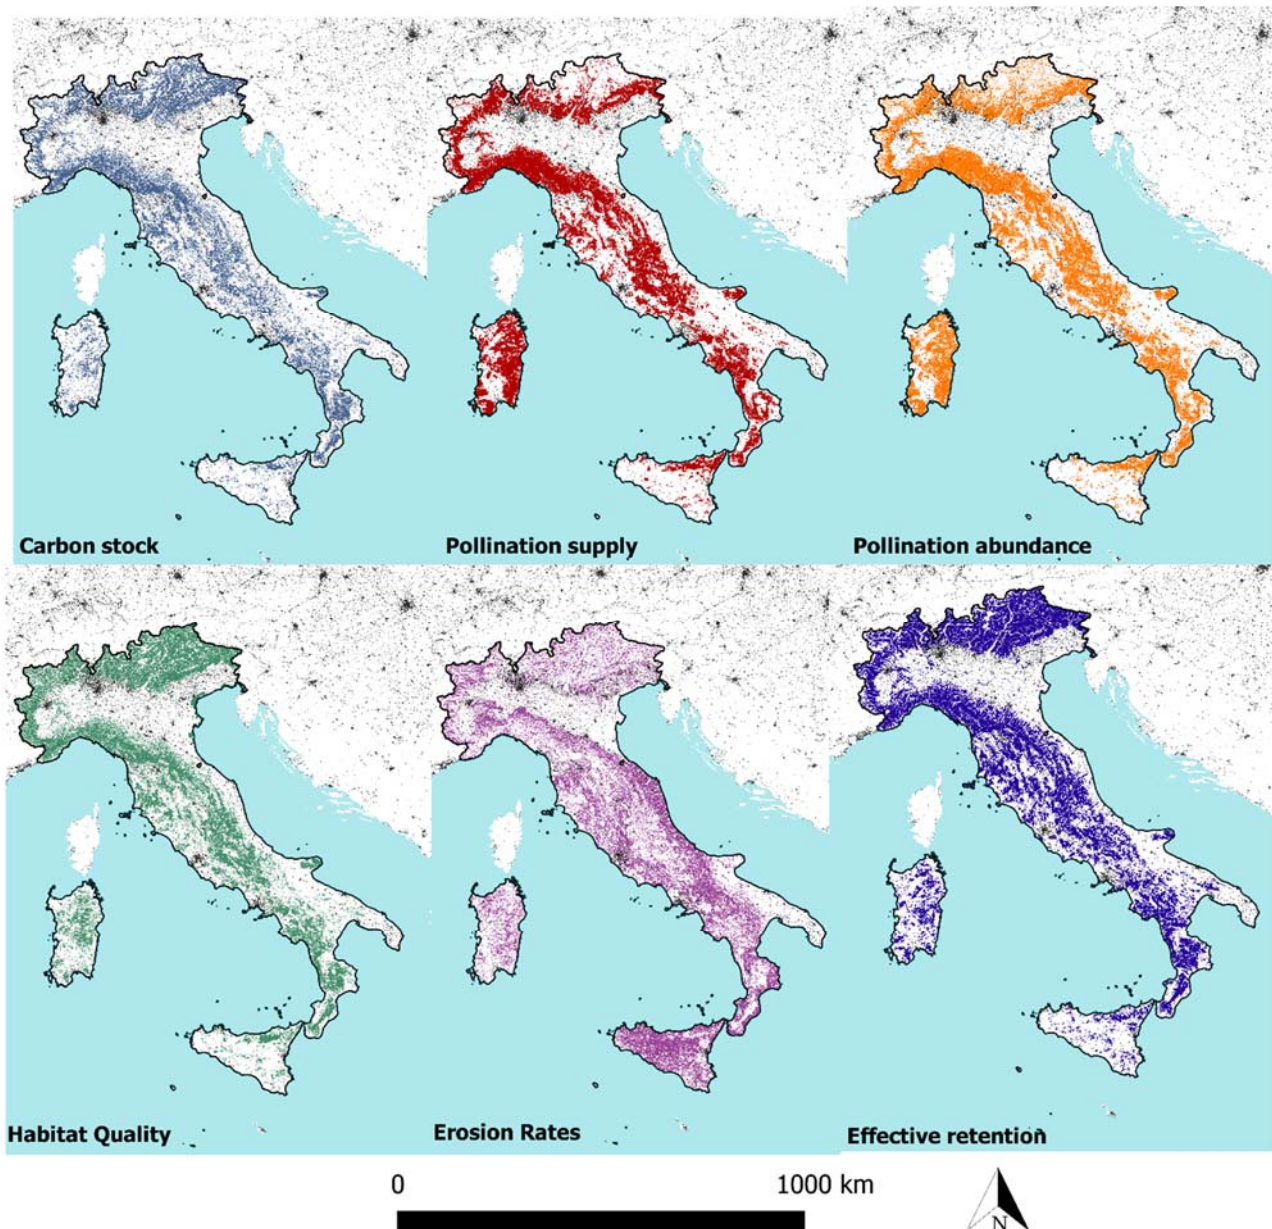 Carbon stock
Pollination supply
Pollination abundance
Habitat Quality
Erosion Rates
Effective retention
0 1000 km
N